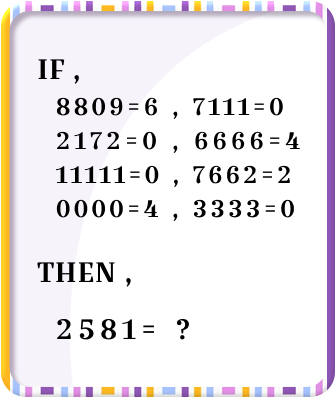 IF ,
8809=6 , 7111=0
2172=0 , 6666=4
11111=0 , 7662=2
0000=4 , 3333=0
THEN ,
2581= ?